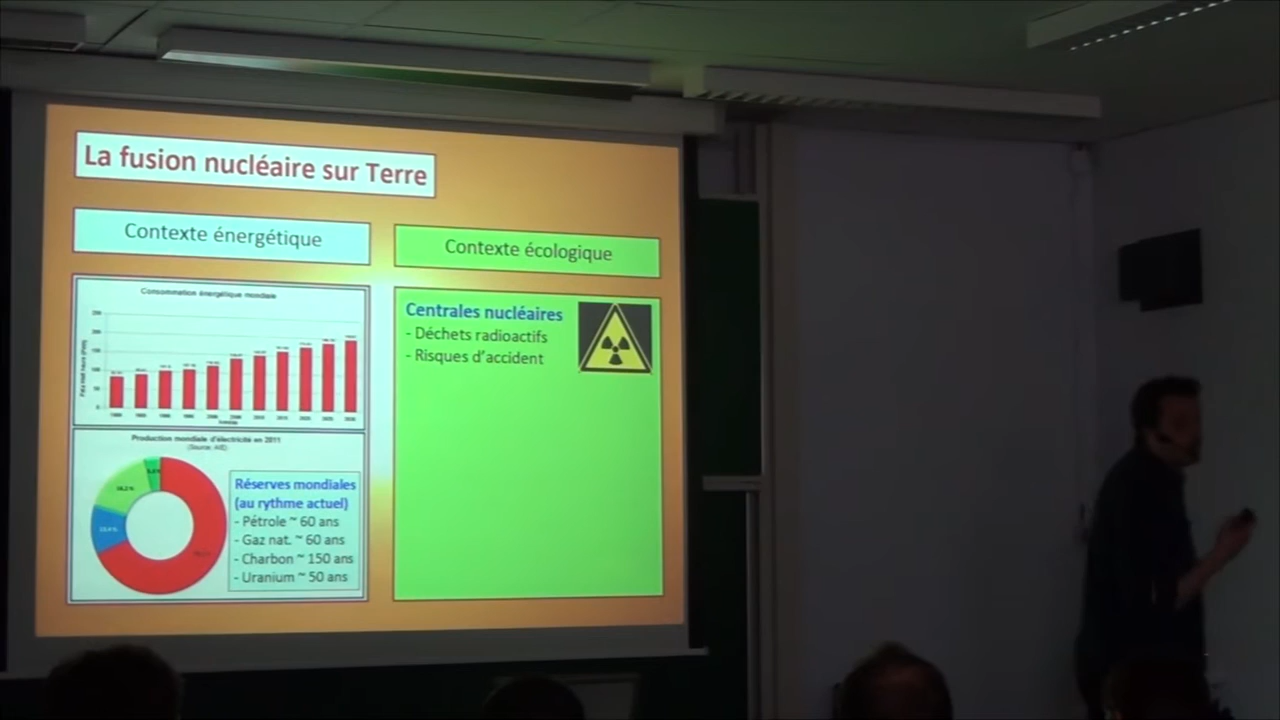 La fusion nucléaire sur Terre
Contexte énergétique
Contexte écologique
Consommation énergétique mondiale
Production mondiale d'électricité en 2011
(Source: AIE)
Réserves mondiales
(au rythme actuel)
- Pétrole ~ 60 ans
- Gaz nat. ~ 60 ans
- Charbon ~ 150 ans
- Uranium ~ 50 ans
Centrales nucléaires
- Déchets radioactifs
- Risques d'accident